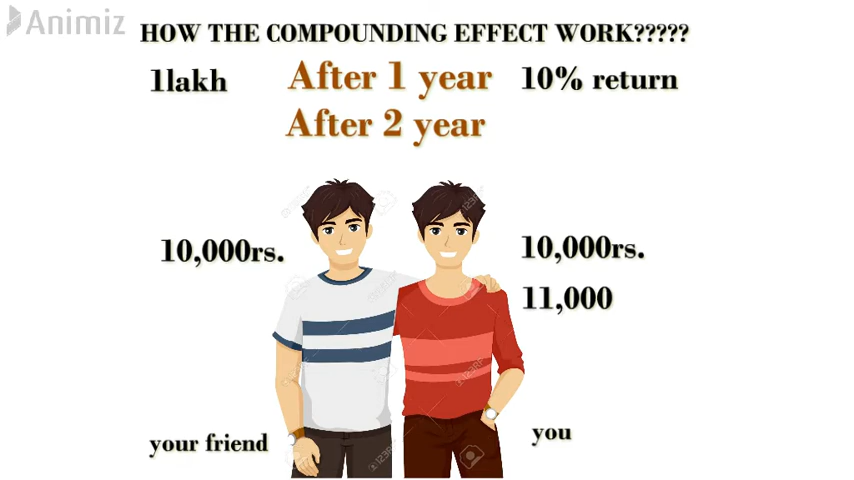 Animiz
HOW THE COMPOUNDING EFFECT WORK?????
1lakh
After 1 year
10% return
After 2 year
10,000rs.
10,000rs.
11,000
your friend
you